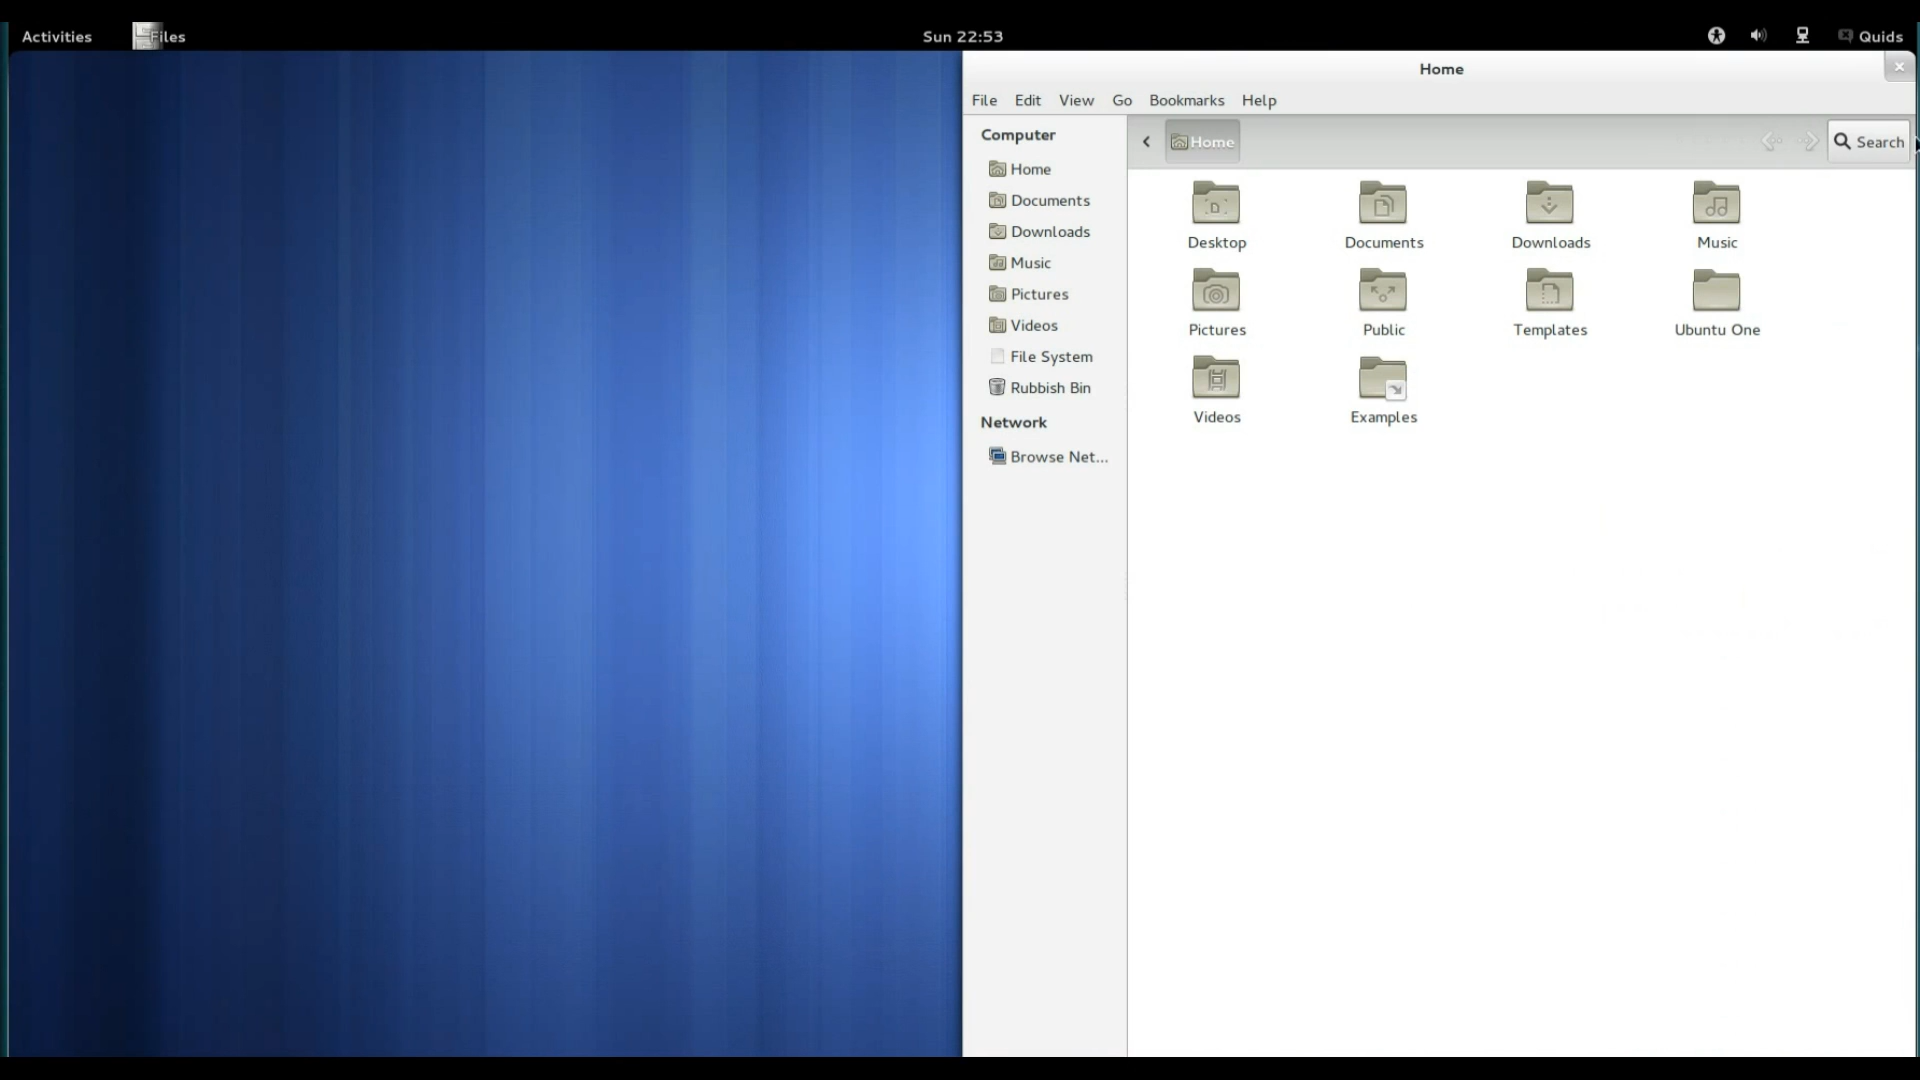 Activities Files Sun 22:53 Quids
Home
File Edit View Go Bookmarks Help
Computer
Home
Documents
Downloads
Music
Pictures
Videos
File System
Rubbish Bin
Network
Browse Net...
Home Search
Desktop Documents Downloads Music
Pictures Public Templates Ubuntu One
Videos Examples